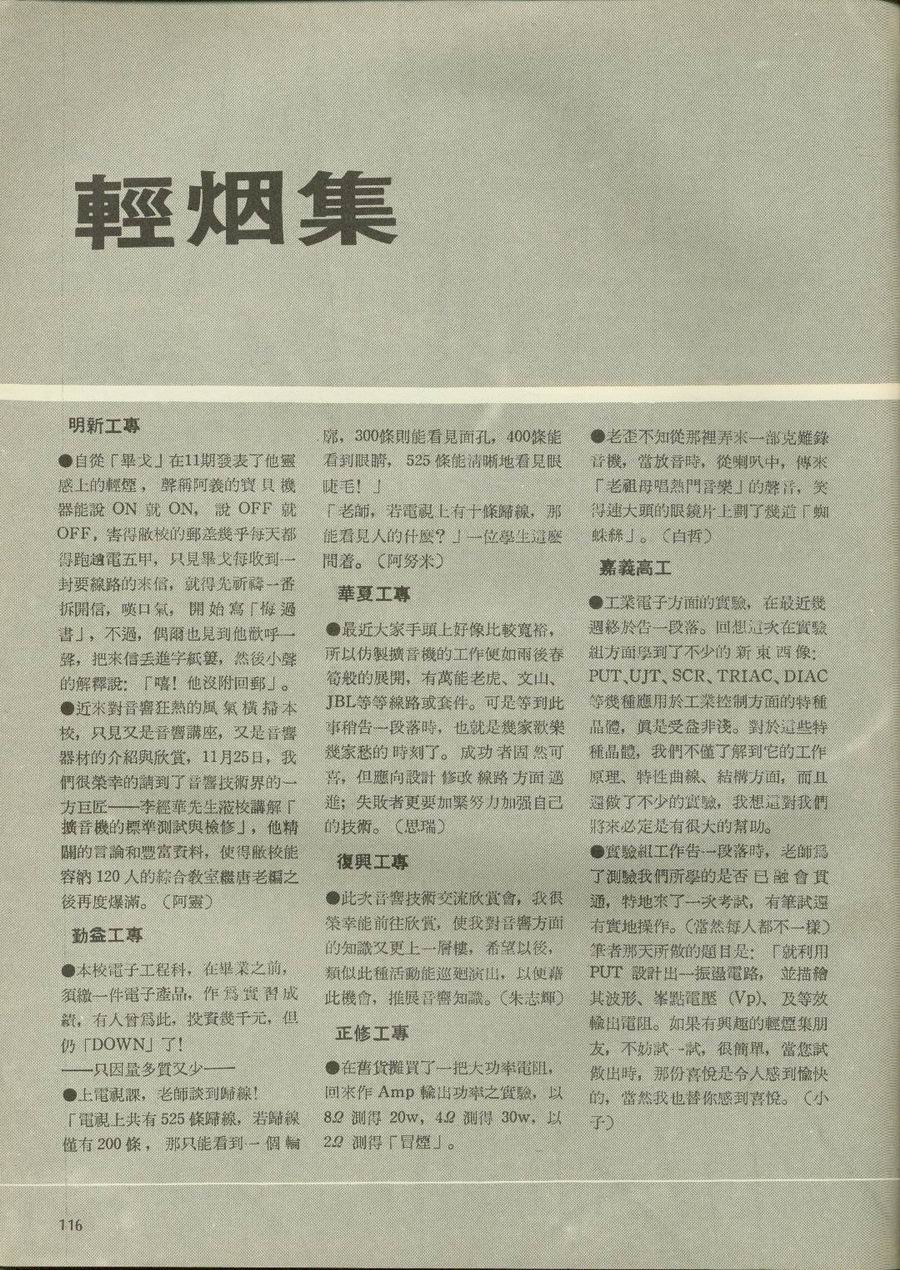 輕烟集
明新工專
●自從「畢戈」在11期發表了他靈
感上的輕煙，聲稱阿義的寶貝機
器能說 ON 就 ON， 說 OFF 就
OFF，害得敝校的郵差幾乎每天都
得跑越電五甲，只見畢戈每收到一
封要線路的來信，就得先祈禱一番
拆開信，嘆口氣，開始寫「悔過
書」，不過，偶爾也見到他歡呼一
聲，把來信丢進字紙簍，然後小聲
的解釋說：「嘻！他沒附回郵」。
●近來對音響狂熱的風氣橫掃本
校，只見又是音響講座，又是音響
器材的介紹與欣賞，11月25日，我
們很榮幸的請到了音響技術界的一
方巨匠——李經華先生涖校講解「
擴音機的標準測試與檢修」，他精
闢的言論和豐富資料，使得敝校能
容納 120 人的綜合教室繼唐老編之
後再度爆滿。（阿靈）
勤益工專
●本校電子工程科，在畢業之前，
須繳一件電子產品，作爲實習成
績，有人曾爲此，投資幾千元，但
仍「DOWN」了！
——只因量多質又少——
●上電視課，老師談到歸線！
「電視上共有 525 條歸線，若歸線
僅有 200 條，那只能看到一個輪
廓，300條則能看見面孔，400條能
看到眼睛， 525 條能清晰地看見眼
睫毛！」
「老師，若電視上有十條歸線，那
能看見人的什麼？」一位學生這麼
問着。（阿努米）
華夏工專
●最近大家手頭上好像比較寬裕，
所以仿製擴音機的工作便如雨後春
筍般的展開，有萬能老虎、文山、
JBL等等線路或套件。可是等到此
事稍告一段落時，也就是幾家歡樂
幾家愁的時刻了。成功者固然可
喜，但應向設計修改線路方面邁
進；失敗者更要加緊努力加强自己
的技術。（思瑞）
復興工專
●此次音響技術交流欣賞會，我很
榮幸能前往欣賞，使我對音響方面
的知識又更上一層樓，希望以後，
類似此種活動能巡廻演出，以便藉
此機會，推展音響知識。（朱志輝）
正修工專
●在舊貨攤買了一把大功率電阻，
回來作 Amp 輸出功率之實驗，以
8Ω 測得 20w，4Ω 測得 30w，以
2Ω 測得「冒煙」。
●老歪不知從那裡弄來一部克難錄
音機，當放音時，從喇叭中，傳來
「老祖母唱熱門音樂」的聲音，笑
得連大頭的眼鏡片上劃了幾道「蜘
蛛絲」。（白哲）
嘉義高工
●工業電子方面的實驗，在最近幾
週終於告一段落。回想這次在實驗
組方面學到了不少的新東西像：
PUT、UJT、SCR、TRIAC、DIAC
等幾種應用於工業控制方面的特種
晶體，眞是受益非淺。對於這些特
種晶體，我們不僅了解到它的工作
原理、特性曲線、結構方面，而且
還做了不少的實驗，我想這對我們
將來必定是有很大的幫助。
●實驗組工作告一段落時，老師爲
了測驗我們所學的是否已融會貫
通，特地來了一次考試，有筆試還
有實地操作。（當然每人都不一樣）
筆者那天所做的題目是：「就利用
PUT 設計出一振盪電路， 並描繪
其波形、峯點電壓（Vp）、及等效
輸出電阻。如果有興趣的輕煙集朋
友，不妨試一試，很簡單，當您試
做出時，那份喜悅是令人感到愉快
的，當然我也替你感到喜悅。（小
子）
116